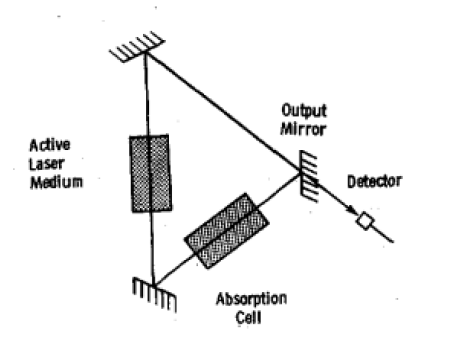 Output
Mirror
Active
Laser
Medium
Detector
Absorption
Cell